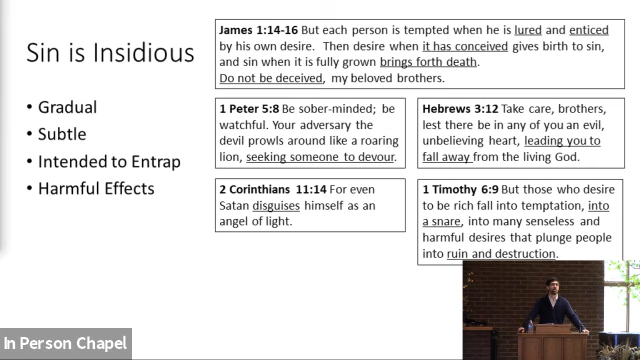 Sin is Insidious
• Gradual
• Subtle
• Intended to Entrap
• Harmful Effects
James 1:14-16 But each person is tempted when he is lured and enticed
by his own desire. Then desire when it has conceived gives birth to sin,
and sin when it is fully grown brings forth death.
Do not be deceived, my beloved brothers.
1 Peter 5:8 Be sober-minded; be
watchful. Your adversary the
devil prowls around like a roaring
lion, seeking someone to devour.
Hebrews 3:12 Take care, brothers,
lest there be in any of you an evil,
unbelieving heart, leading you to
fall away from the living God.
2 Corinthians 11:14 For even
Satan disguises himself as an
angel of light.
1 Timothy 6:9 But those who desire
to be rich fall into temptation, into
a snare, into many senseless and
harmful desires that plunge people
into ruin and destruction.
In Person Chapel